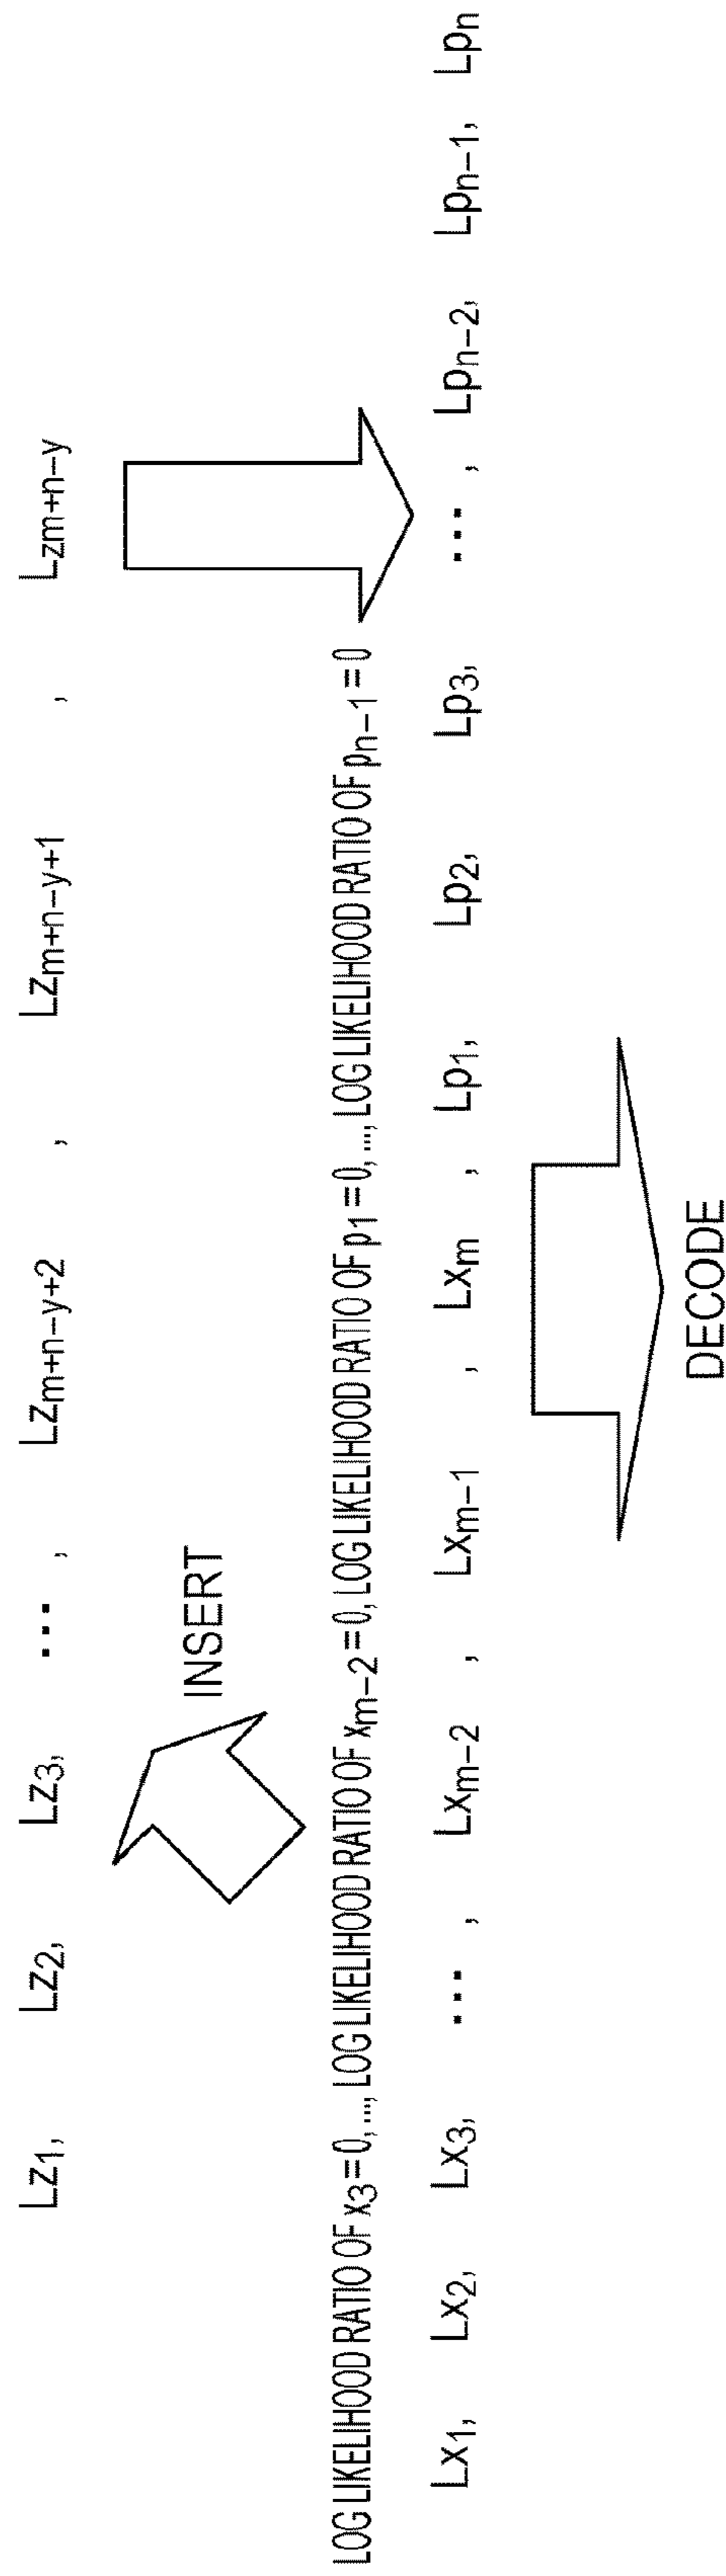 Lz1, Lz2, Lz3, ··· , Lzm+n−y+2 , Lzm+n−y+1 , Lzm+n−y
INSERT
LOG LIKELIHOOD RATIO OF x3 = 0, ..., LOG LIKELIHOOD RATIO OF xm−2 = 0, LOG LIKELIHOOD RATIO OF p1 = 0, ..., LOG LIKELIHOOD RATIO OF pn−1 = 0
Lx1, Lx2, Lx3, ··· , Lxm−2 , Lxm−1 , Lxm , Lp1, Lp2, Lp3, ··· , Lpn−2, Lpn−1, Lpn
DECODE